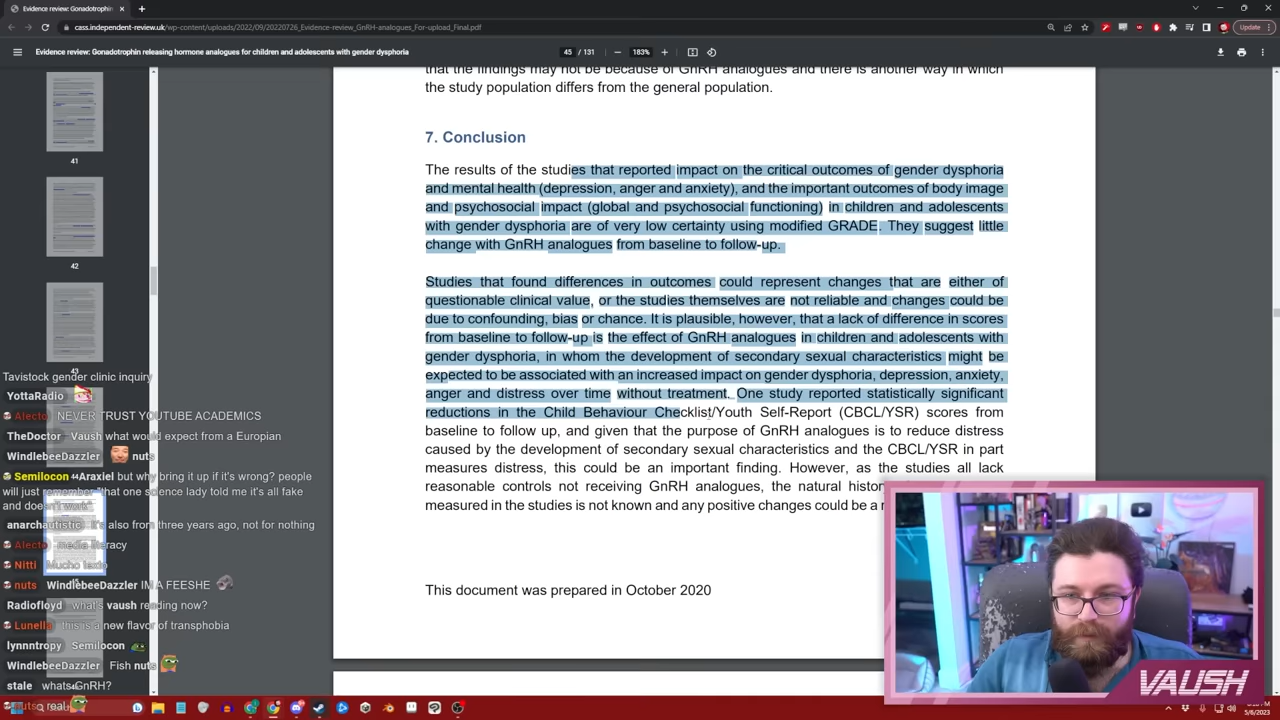 Evidence review: Gonadotrophin
cass.independent-review.uk/wp-content/uploads/2022/09/20220726_Evidence-review_GnRH-analogues_For-upload_Final.pdf
Update
Evidence review: Gonadotrophin releasing hormone analogues for children and adolescents with gender dysphoria
45 / 131
183%
that the findings may not be because of GnRH analogues and there is another way in which
the study population differs from the general population.
7. Conclusion
The results of the studies that reported impact on the critical outcomes of gender dysphoria
and mental health (depression, anger and anxiety), and the important outcomes of body image
and psychosocial impact (global and psychosocial functioning) in children and adolescents
with gender dysphoria are of very low certainty using modified GRADE. They suggest little
change with GnRH analogues from baseline to follow-up.
Studies that found differences in outcomes could represent changes that are either of
questionable clinical value, or the studies themselves are not reliable and changes could be
due to confounding, bias or chance. It is plausible, however, that a lack of difference in scores
from baseline to follow-up is the effect of GnRH analogues in children and adolescents with
gender dysphoria, in whom the development of secondary sexual characteristics might be
expected to be associated with an increased impact on gender dysphoria, depression, anxiety,
anger and distress over time without treatment. One study reported statistically significant
reductions in the Child Behaviour Checklist/Youth Self-Report (CBCL/YSR) scores from
baseline to follow up, and given that the purpose of GnRH analogues is to reduce distress
caused by the development of secondary sexual characteristics and the CBCL/YSR in part
measures distress, this could be an important finding. However, as the studies all lack
reasonable controls not receiving GnRH analogues, the natural histor
measured in the studies is not known and any positive changes could be a r
This document was prepared in October 2020
41
42
43
Tavistock gender clinic inquiry
YottaRadio
Alecto NEVER TRUST YOUTUBE ACADEMICS
TheDoctor Vaush what would expect from a Europian
WindlebeeDazzler nuts
Semilocon Araxiel but why bring it up if it's wrong? people
will just remember "that one science lady told me it's all fake
and doesn't work"
anarchautistic It's also from three years ago, not for nothing
Alecto media literacy
Nitti Mucho texto
nuts WindlebeeDazzler IM A FEESHE
Radiofloyd what's vaush reading now?
Lunella this is a new flavor of transphobia
lynnntropy Semilocon
WindlebeeDazzler Fish nuts
stale whats GnRH?
nuts real
VAUSH
5/6/2023